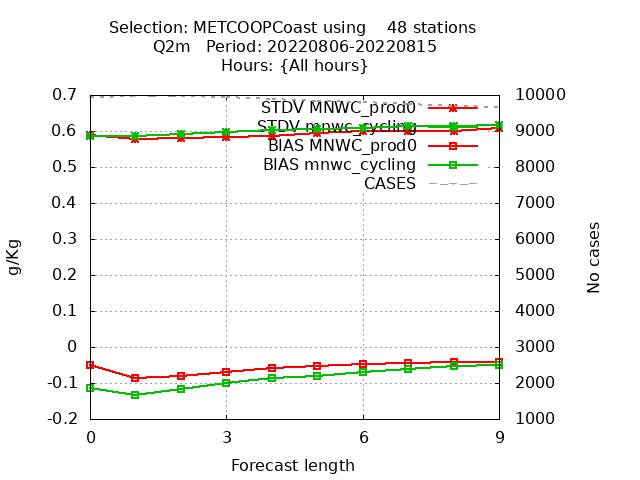 Selection: METCOOPCoast using    48 stations
Q2m   Period: 20220806-20220815
Hours: {All hours}
0.7
0.6
0.5
0.4
0.3
0.2
0.1
0
-0.1
-0.2
g/Kg
STDV MNWC_prod0
STDV mnwc_cycling
BIAS MNWC_prod0
BIAS mnwc_cycling
CASES
10000
9000
8000
7000
6000
5000
4000
3000
2000
1000
No cases
0 3 6 9
Forecast length